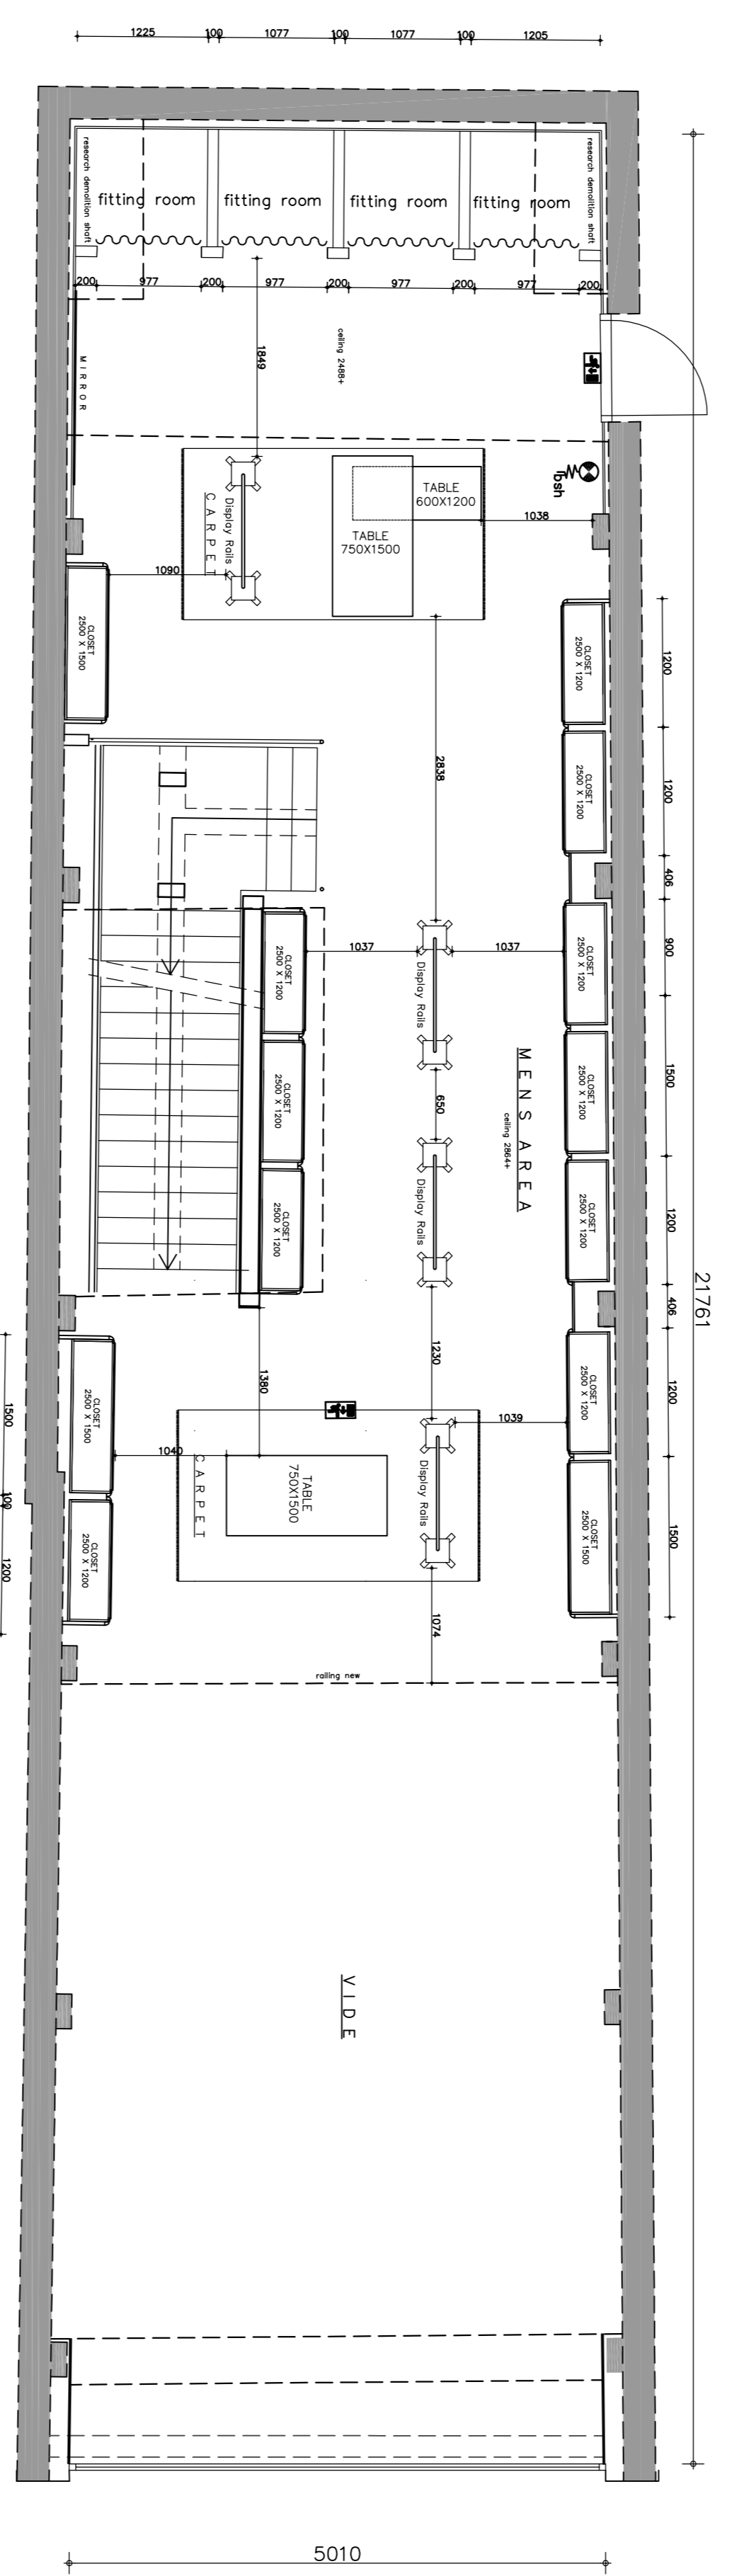 1225
100
1077
100
1077
100
1205
research demolition shaft
fitting room
fitting room
fitting room
fitting room
research demolition shaft
200
977
200
977
200
977
200
977
200
MIRROR
1849
ceiling 2488+
bsh
CARPET
Display Rails
TABLE
600X1200
TABLE
750X1500
1038
1090
CLOSET
2500 X 1500
CLOSET
2500 X 1200
1200
CLOSET
2500 X 1200
1200
2838
406
CLOSET
2500 X 1200
1037
1037
Display Rails
CLOSET
2500 X 1200
900
CLOSET
2500 X 1200
650
MENS AREA
ceiling 2864+
CLOSET
2500 X 1200
1500
CLOSET
2500 X 1200
Display Rails
CLOSET
2500 X 1200
1200
21761
406
1380
1230
CLOSET
2500 X 1500
1500
CLOSET
2500 X 1200
1200
1040
1039
CARPET
TABLE
750X1500
Display Rails
100
CLOSET
2500 X 1200
1200
CLOSET
2500 X 1500
1500
1074
railing new
VIDE
5010